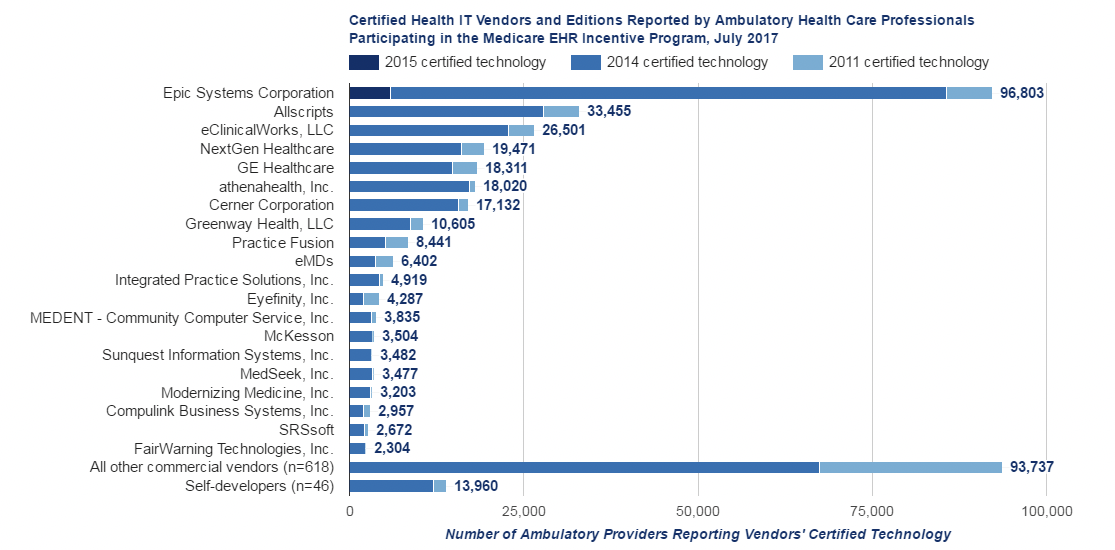 Certified Health IT Vendors and Editions Reported by Ambulatory Health Care Professionals
Participating in the Medicare EHR Incentive Program, July 2017
2015 certified technology 2014 certified technology 2011 certified technology
Epic Systems Corporation 96,803
Allscripts 33,455
eClinicalWorks, LLC 26,501
NextGen Healthcare 19,471
GE Healthcare 18,311
athenahealth, Inc. 18,020
Cerner Corporation 17,132
Greenway Health, LLC 10,605
Practice Fusion 8,441
eMDs 6,402
Integrated Practice Solutions, Inc. 4,919
Eyefinity, Inc. 4,287
MEDENT - Community Computer Service, Inc. 3,835
McKesson 3,504
Sunquest Information Systems, Inc. 3,482
MedSeek, Inc. 3,477
Modernizing Medicine, Inc. 3,203
Compulink Business Systems, Inc. 2,957
SRSsoft 2,672
FairWarning Technologies, Inc. 2,304
All other commercial vendors (n=618) 93,737
Self-developers (n=46) 13,960
0 25,000 50,000 75,000 100,000
Number of Ambulatory Providers Reporting Vendors' Certified Technology